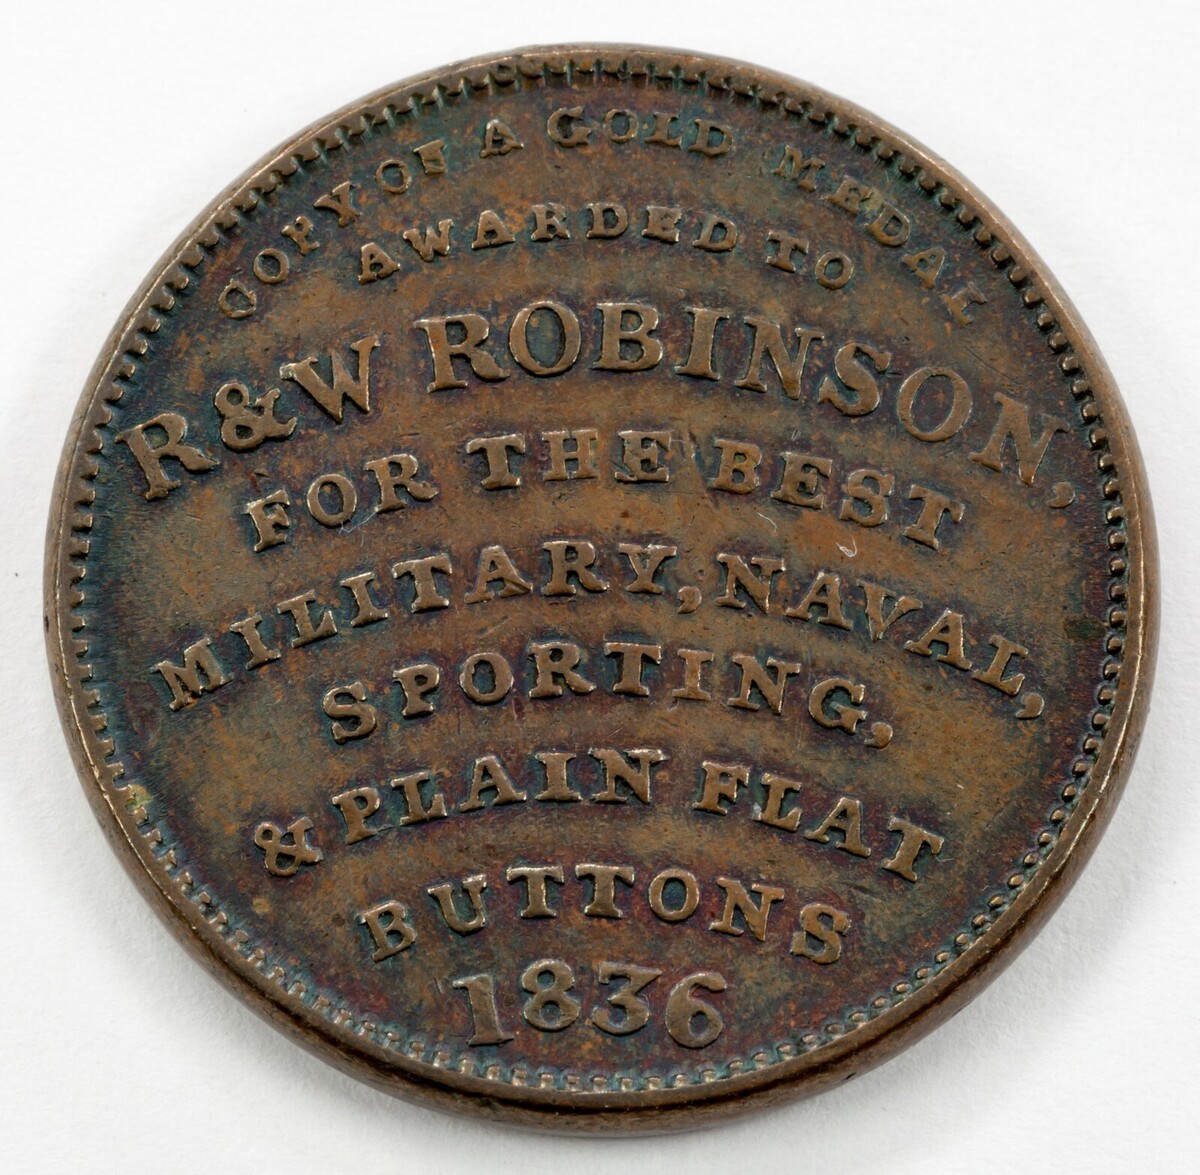 COPY OF A GOLD MEDAL
AWARDED TO
R & W ROBINSON,
FOR THE BEST
MILITARY, NAVAL,
SPORTING,
& PLAIN FLAT
BUTTONS
1836